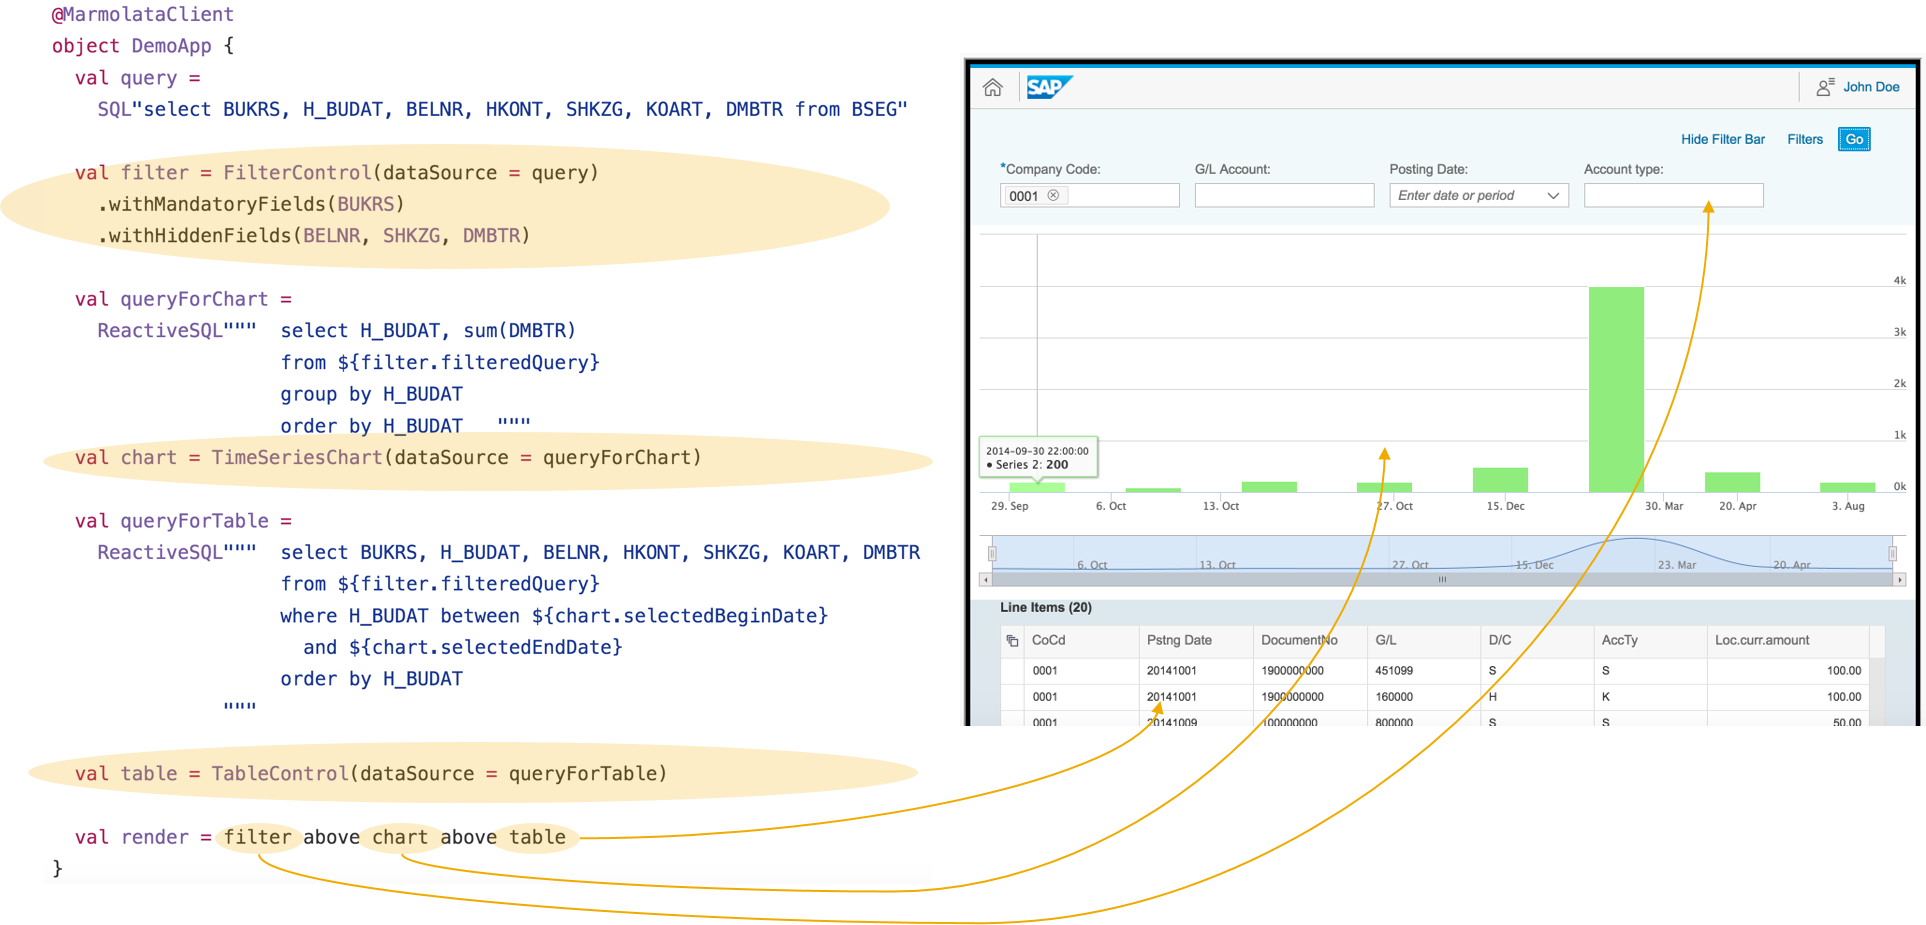 @MarmolataClient
object DemoApp {
val query =
SQL"select BUKRS, H_BUDAT, BELNR, HKONT, SHKZG, KOART, DMBTR from BSEG"
val filter = FilterControl(dataSource = query)
.withMandatoryFields(BUKRS)
.withHiddenFields(BELNR, SHKZG, DMBTR)
val queryForChart =
ReactiveSQL""" select H_BUDAT, sum(DMBTR)
from ${filter.filteredQuery}
group by H_BUDAT
order by H_BUDAT """
val chart = TimeSeriesChart(dataSource = queryForChart)
val queryForTable =
ReactiveSQL""" select BUKRS, H_BUDAT, BELNR, HKONT, SHKZG, KOART, DMBTR
from ${filter.filteredQuery}
where H_BUDAT between ${chart.selectedBeginDate}
and ${chart.selectedEndDate}
order by H_BUDAT
"""
val table = TableControl(dataSource = queryForTable)
val render = filter above chart above table
}
SAP John Doe
Hide Filter Bar Filters Go
*Company Code: G/L Account: Posting Date: Account type:
0001 Enter date or period
4k
3k
2k
1k
0k
2014-09-30 22:00:00
● Series 2: 200
29. Sep 6. Oct 13. Oct 27. Oct 15. Dec 30. Mar 20. Apr 3. Aug
6. Oct 13. Oct 27. Oct 15. Dec 23. Mar 20. Apr
Line Items (20)
CoCd Pstng Date DocumentNo G/L D/C AccTy Loc.curr.amount
0001 20141001 1900000000 451099 S S 100.00
0001 20141001 1900000000 160000 H K 100.00
0001 20141009 100000000 800000 S S 50.00